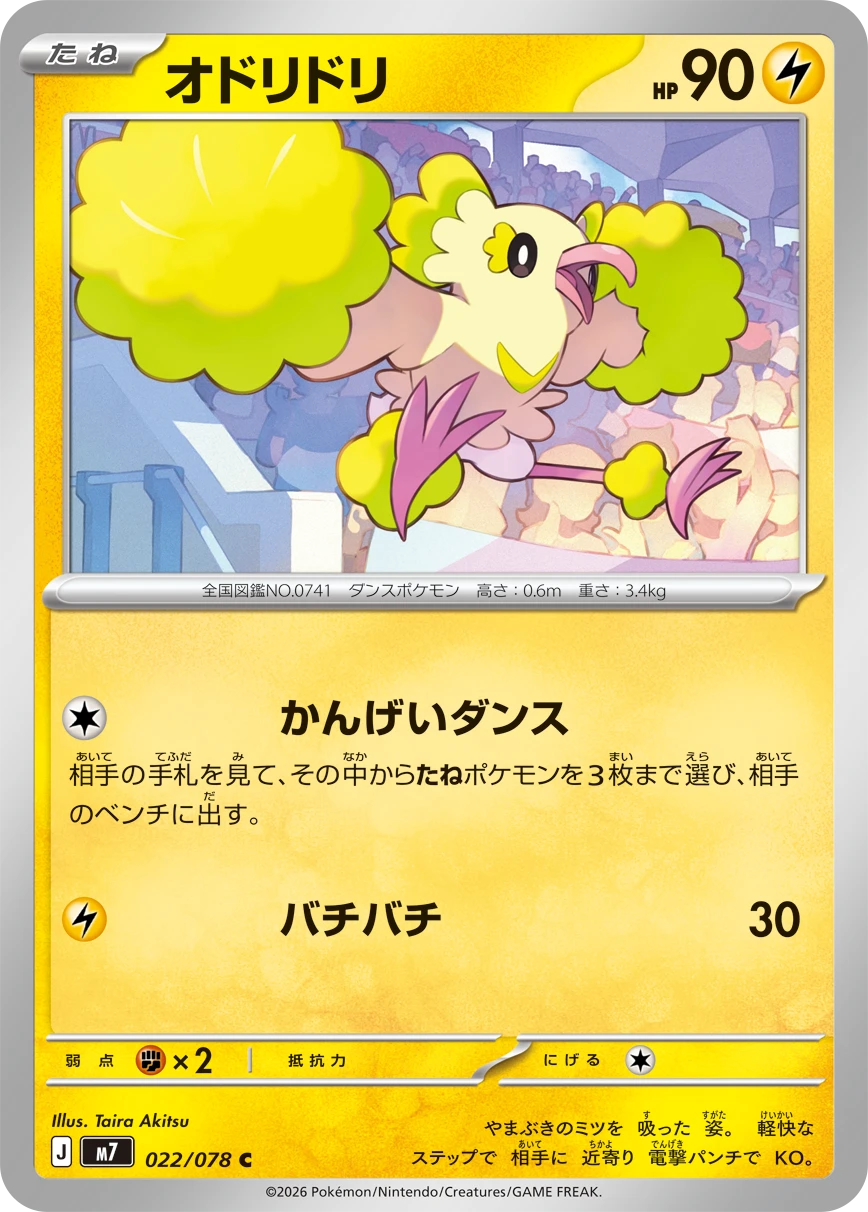 たね
オドリドリ
HP90
全国図鑑NO.0741 ダンスポケモン 高さ:0.6m 重さ:3.4kg
かんげいダンス
相手の手札を見て、その中からたねポケモンを3枚まで選び、相手
のベンチに出す。
バチバチ 30
弱点 ×2 抵抗力 にげる
Illus. Taira Akitsu
やまぶきのミツを 吸った 姿。 軽快な
ステップで 相手に 近寄り 電撃パンチで KO。
J m7 022/078 C
©2026 Pokémon/Nintendo/Creatures/GAME FREAK.